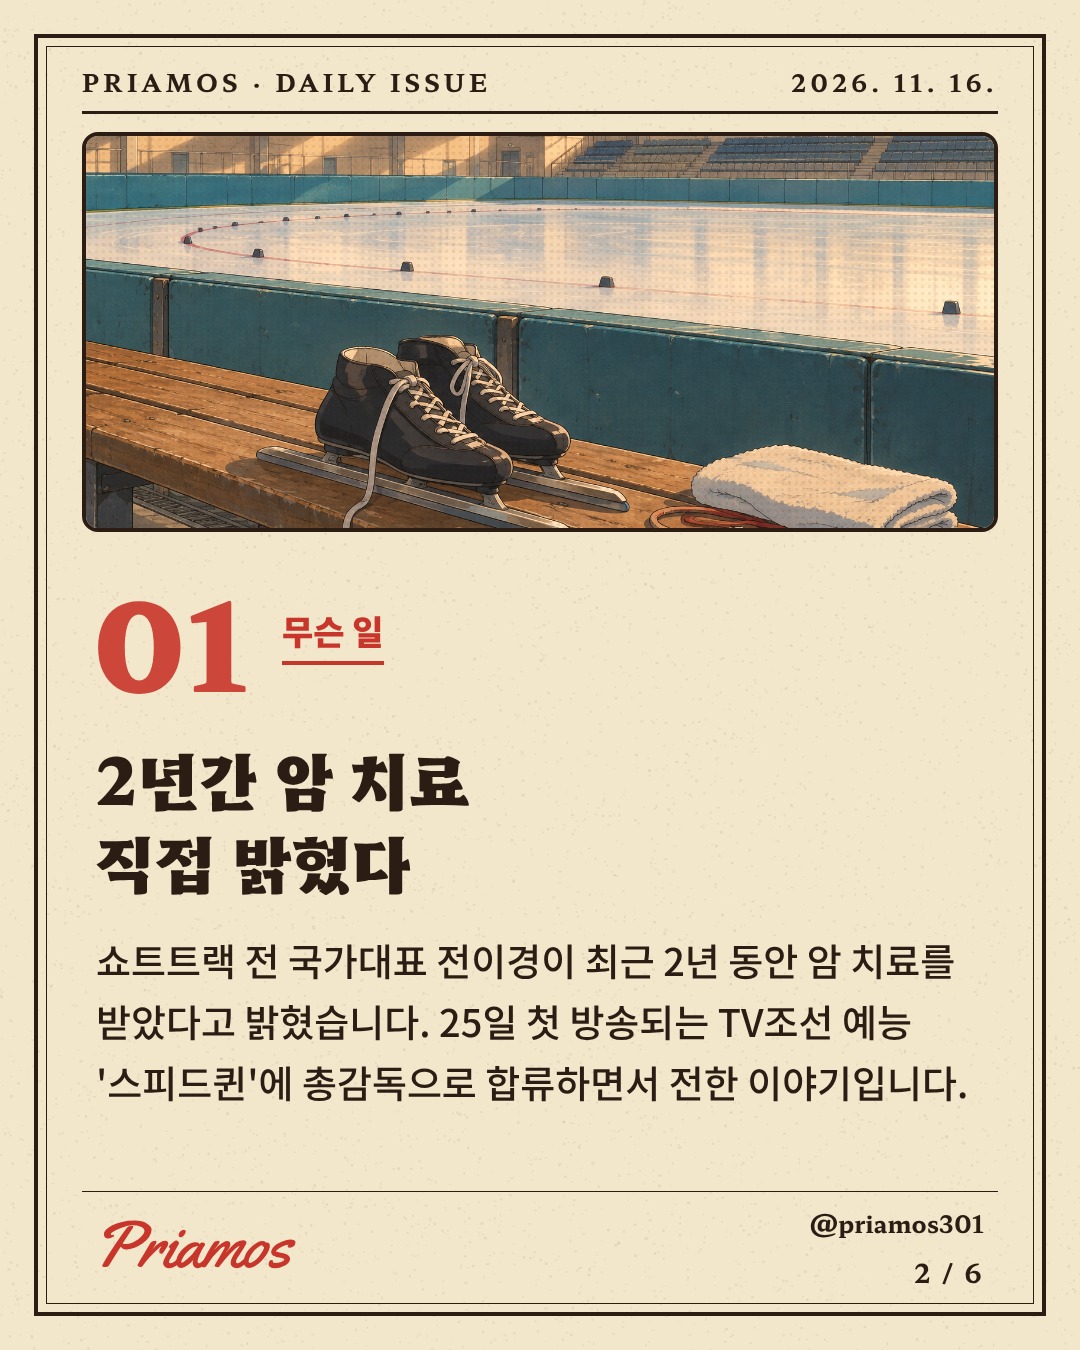 PRIAMOS · DAILY ISSUE
2026. 11. 16.
01
무슨 일
2년간 암 치료
직접 밝혔다
쇼트트랙 전 국가대표 전이경이 최근 2년 동안 암 치료를
받았다고 밝혔습니다. 25일 첫 방송되는 TV조선 예능
'스피드퀸'에 총감독으로 합류하면서 전한 이야기입니다.
Priamos
@priamos301
2 / 6